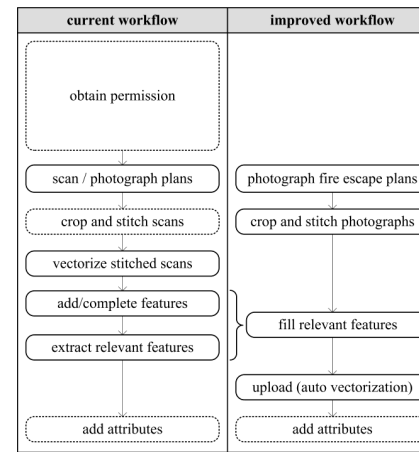 current workflow
improved workflow
obtain permission
scan / photograph plans
photograph fire escape plans
crop and stitch scans
crop and stitch photographs
vectorize stitched scans
add/complete features
fill relevant features
extract relevant features
upload (auto vectorization)
add attributes
add attributes